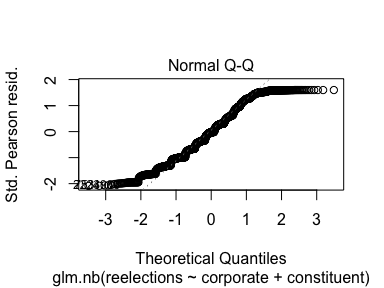 Normal Q-Q
Std. Pearson resid.
2
1
0
-2
-3
-2
-1
0
1
2
3
Theoretical Quantiles
glm.nb(reelections ~ corporate + constituent)